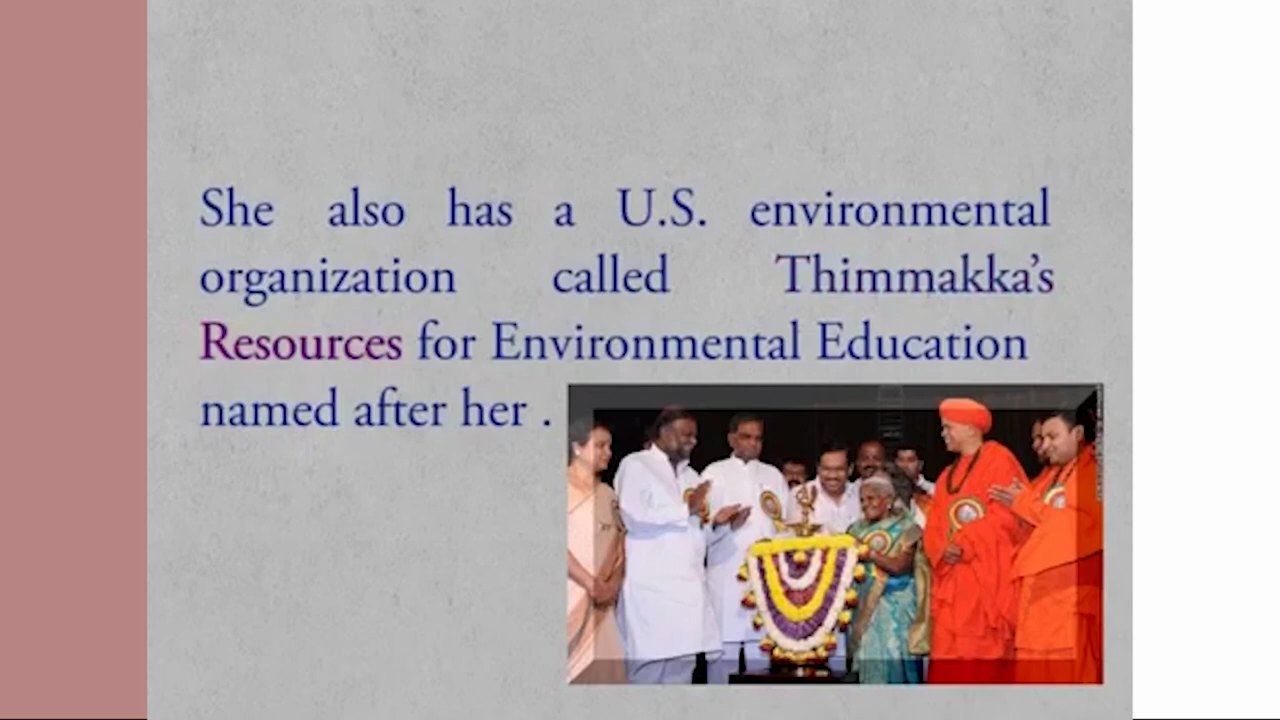 She also has a U.S. environmental
organization called Thimmakka’s
Resources for Environmental Education
named after her .